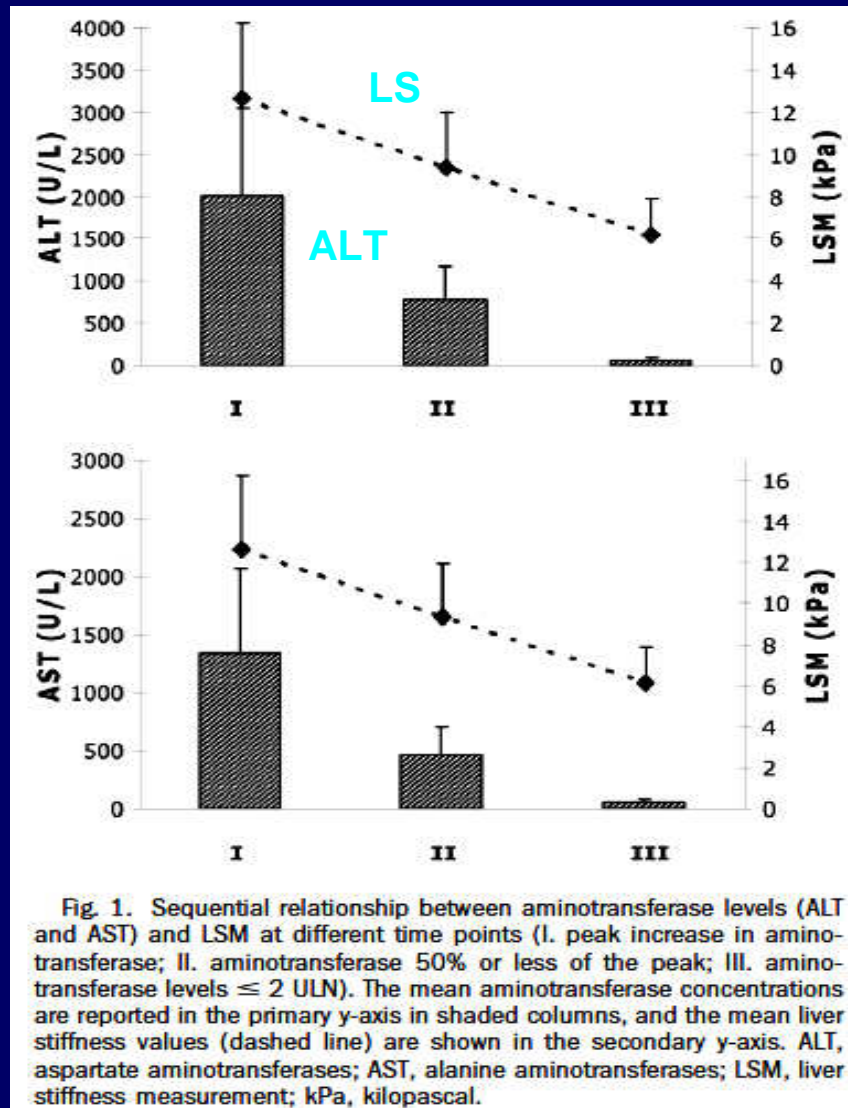 4000
3500
3000
2500
2000
1500
1000
500
0
ALT (U/L)
LS
ALT
16
14
12
10
8
6
4
2
0
LSM (kPa)
I II III
3000
2500
2000
1500
1000
500
0
AST (U/L)
16
14
12
10
8
6
4
2
0
LSM (kPa)
I II III
Fig. 1. Sequential relationship between aminotransferase levels (ALT
and AST) and LSM at different time points (I. peak increase in amino-
transferase; II. aminotransferase 50% or less of the peak; III. amino-
transferase levels ≤ 2 ULN). The mean aminotransferase concentrations
are reported in the primary y-axis in shaded columns, and the mean liver
stiffness values (dashed line) are shown in the secondary y-axis. ALT,
aspartate aminotransferases; AST, alanine aminotransferases; LSM, liver
stiffness measurement; kPa, kilopascal.